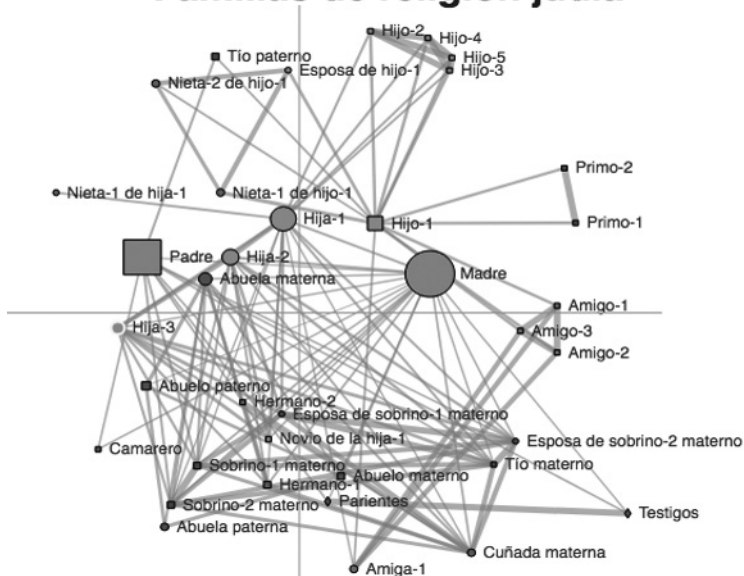 Familias de religión judía
Hijo-2
Hijo-4
Tío paterno
Hijo-5
Esposa de hijo-1
Hijo-3
Nieta-2 de hijo-1
Primo-2
Nieta-1 de hija-1
Nieta-1 de hijo-1
Hija-1
Hijo-1
Primo-1
Padre
Hija-2
Madre
Abuela materna
Amigo-1
Hija-3
Amigo-3
Amigo-2
Abuelo paterno
Hermano-2
Esposa de sobrino-1 materno
Novio de la hija-1
Esposa de sobrino-2 materno
Camarero
Sobrino-1 materno
Tío materno
Abuelo materno
Hermano-1
Parientes
Sobrino-2 materno
Testigos
Abuela paterna
Cuñada materna
Amiga-1